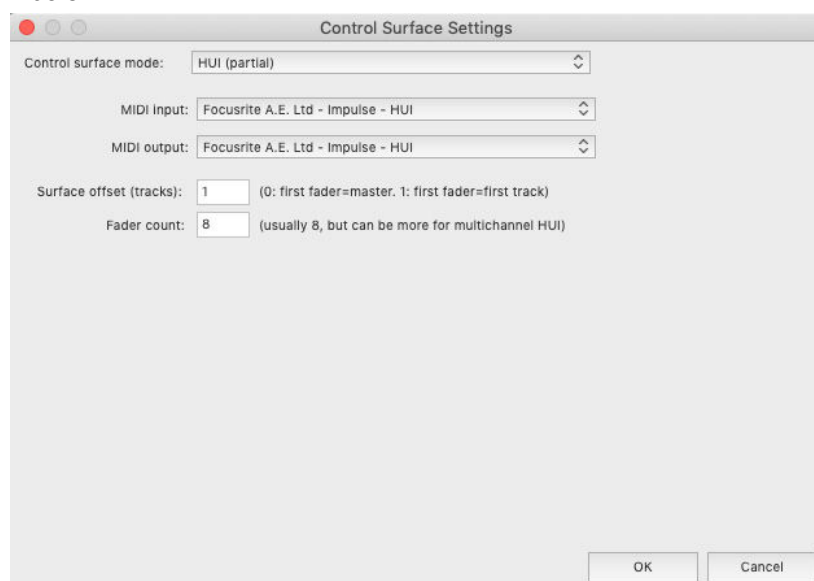 Control Surface Settings
Control surface mode: HUI (partial)
MIDI input: Focusrite A.E. Ltd - Impulse - HUI
MIDI output: Focusrite A.E. Ltd - Impulse - HUI
Surface offset (tracks): 1 (0: first fader=master. 1: first fader=first track)
Fader count: 8 (usually 8, but can be more for multichannel HUI)
OK Cancel